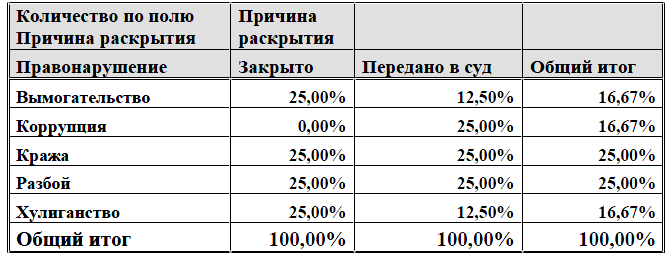 Количество по полю Причина
Причина раскрытия раскрытия
Правонарушение Закрыто Передано в суд Общий итог
Вымогательство 25,00% 12,50% 16,67%
Коррупция 0,00% 25,00% 16,67%
Кража 25,00% 25,00% 25,00%
Разбой 25,00% 25,00% 25,00%
Хулиганство 25,00% 12,50% 16,67%
Общий итог 100,00% 100,00% 100,00%